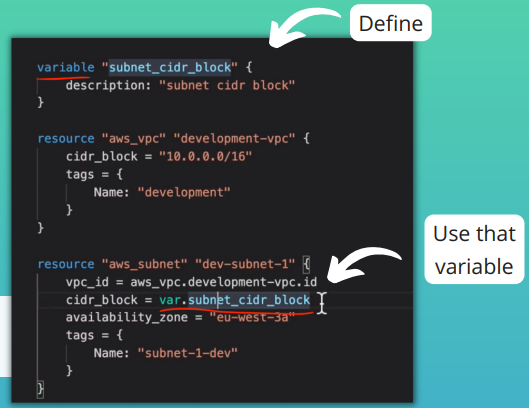 Define
variable "subnet_cidr_block" {
description: "subnet cidr block"
}
resource "aws_vpc" "development-vpc" {
cidr_block = "10.0.0.0/16"
tags = {
Name: "development"
}
}
Use that
variable
resource "aws_subnet" "dev-subnet-1" {
vpc_id = aws_vpc.development-vpc.id
cidr_block = var.subnet_cidr_block
availability_zone = "eu-west-3a"
tags = {
Name: "subnet-1-dev"
}
}